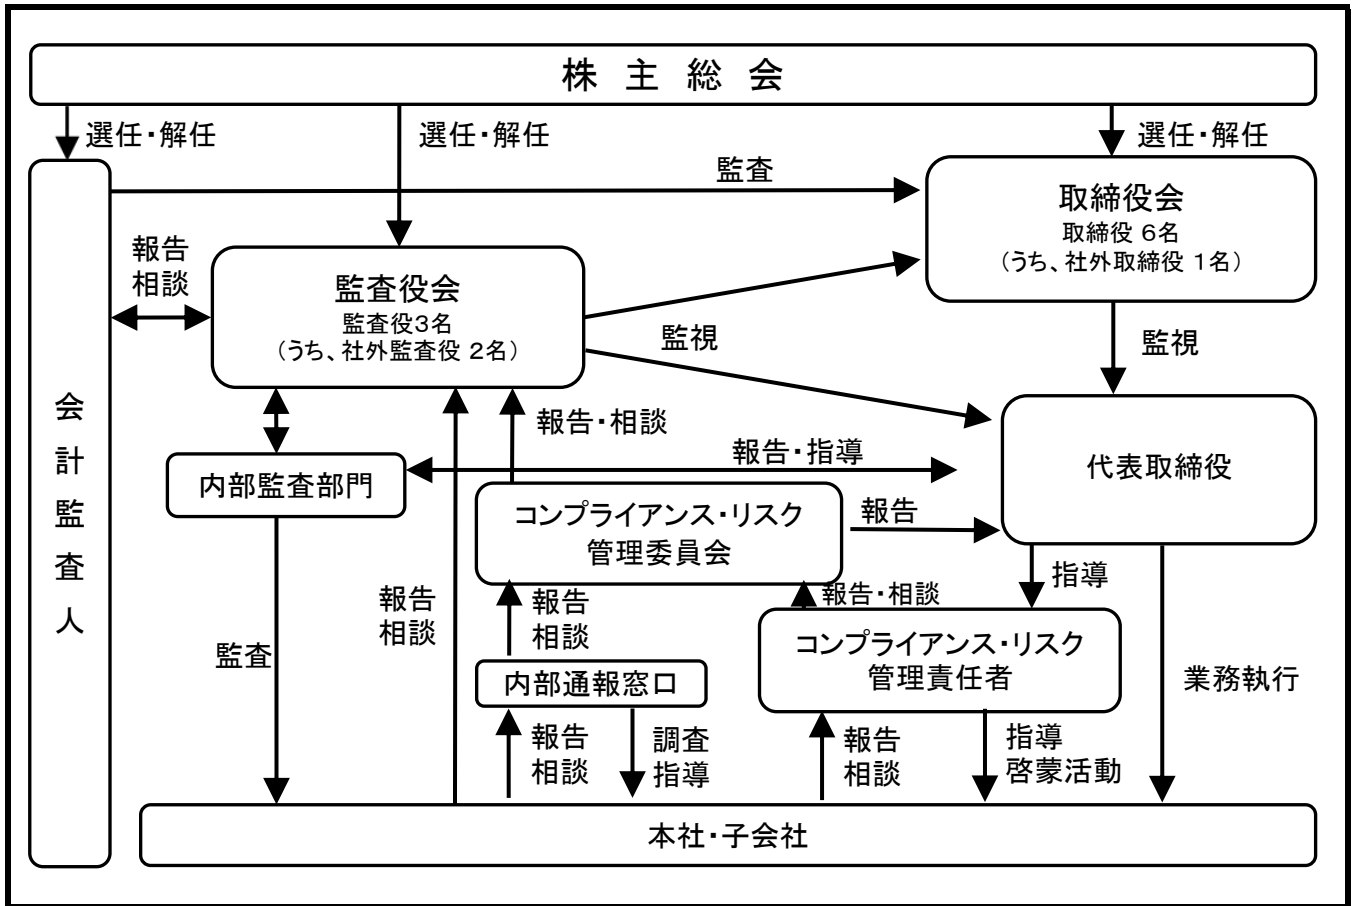 株主総会
選任・解任
選任・解任
選任・解任
監査
取締役会
取締役 6名
（うち、社外取締役 1名）
報告
相談
監査役会
監査役3名
（うち、社外監査役 2名）
監視
監視
会計監査人
報告・相談
報告・指導
代表取締役
内部監査部門
コンプライアンス・リスク
管理委員会
報告
指導
報告
相談
報告
相談
報告・相談
コンプライアンス・リスク
管理責任者
監査
内部通報窓口
業務執行
報告
相談
調査
指導
報告
相談
指導
啓蒙活動
本社・子会社